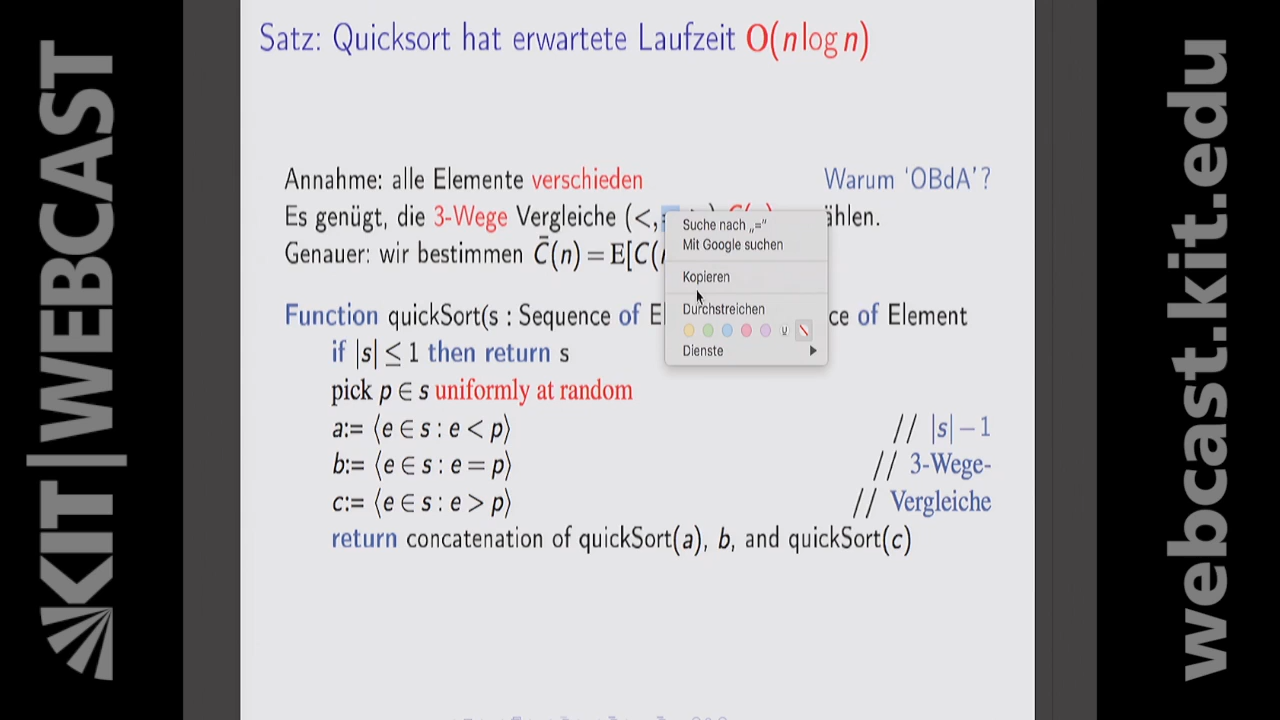 KIT|WEBCAST
Satz: Quicksort hat erwartete Laufzeit O(n log n)
Annahme: alle Elemente verschieden Warum 'OBdA'?
Es genügt, die 3-Wege Vergleiche (<, ählen.
Genauer: wir bestimmen C̄(n) = E[C(
Suche nach „="
Mit Google suchen
Kopieren
Durchstreichen
U
Dienste
Function quickSort(s : Sequence of ce of Element
if |s| ≤ 1 then return s
pick p ∈ s uniformly at random
a:= ⟨e ∈ s : e < p⟩ // |s| − 1
b:= ⟨e ∈ s : e = p⟩ // 3-Wege-
c:= ⟨e ∈ s : e > p⟩ // Vergleiche
return concatenation of quickSort(a), b, and quickSort(c)
webcast.kit.edu